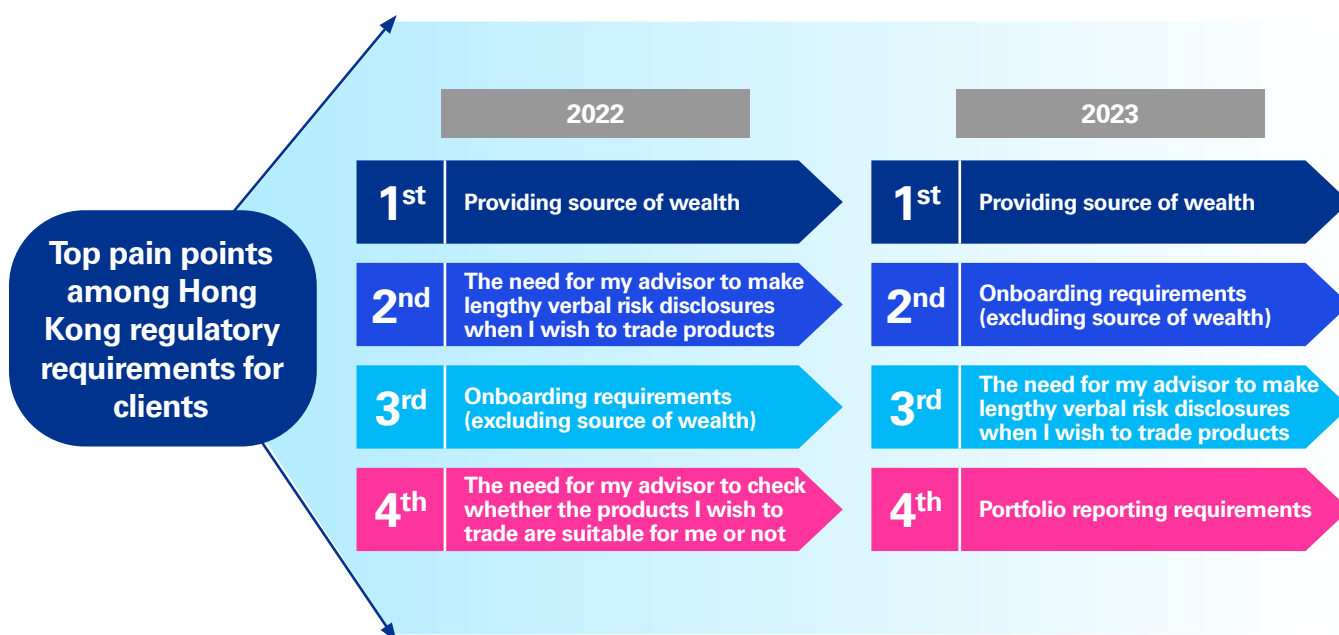 Top pain points
among Hong
Kong regulatory
requirements for
clients
2022
1st
Providing source of wealth
2nd
The need for my advisor to make
lengthy verbal risk disclosures
when I wish to trade products
3rd
Onboarding requirements
(excluding source of wealth)
4th
The need for my advisor to check
whether the products I wish to
trade are suitable for me or not
2023
1st
Providing source of wealth
2nd
Onboarding requirements
(excluding source of wealth)
3rd
The need for my advisor to make
lengthy verbal risk disclosures
when I wish to trade products
4th
Portfolio reporting requirements